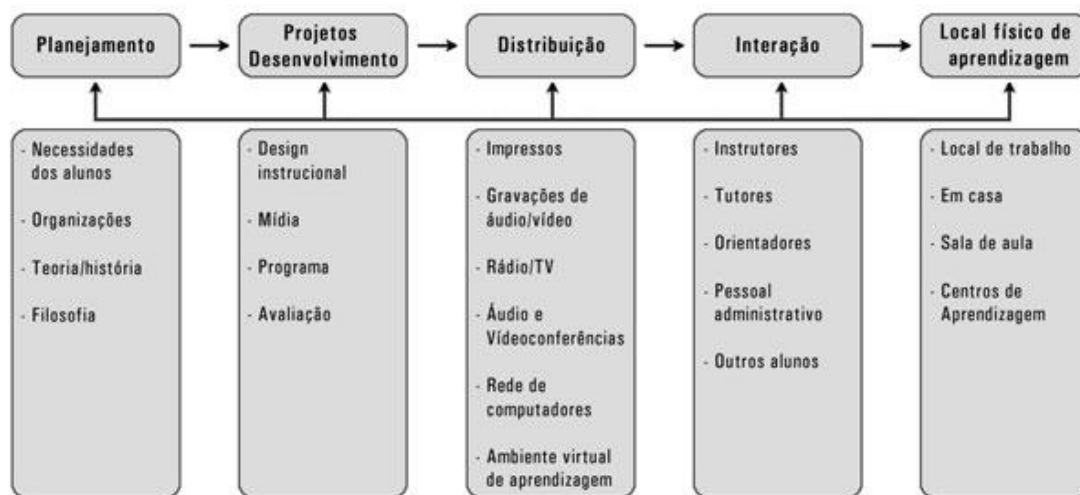 Planejamento
Projetos
Desenvolvimento
Distribuição
Interação
Local físico de
aprendizagem
- Necessidades
dos alunos
- Organizações
- Teoria/história
- Filosofia
- Design
instrucional
- Mídia
- Programa
- Avaliação
- Impressos
- Gravações de
áudio/vídeo
- Rádio/TV
- Áudio e
Vídeoconferências
- Rede de
computadores
- Ambiente virtual
de aprendizagem
- Instrutores
- Tutores
- Orientadores
- Pessoal
administrativo
- Outros alunos
- Local de trabalho
- Em casa
- Sala de aula
- Centros de
Aprendizagem